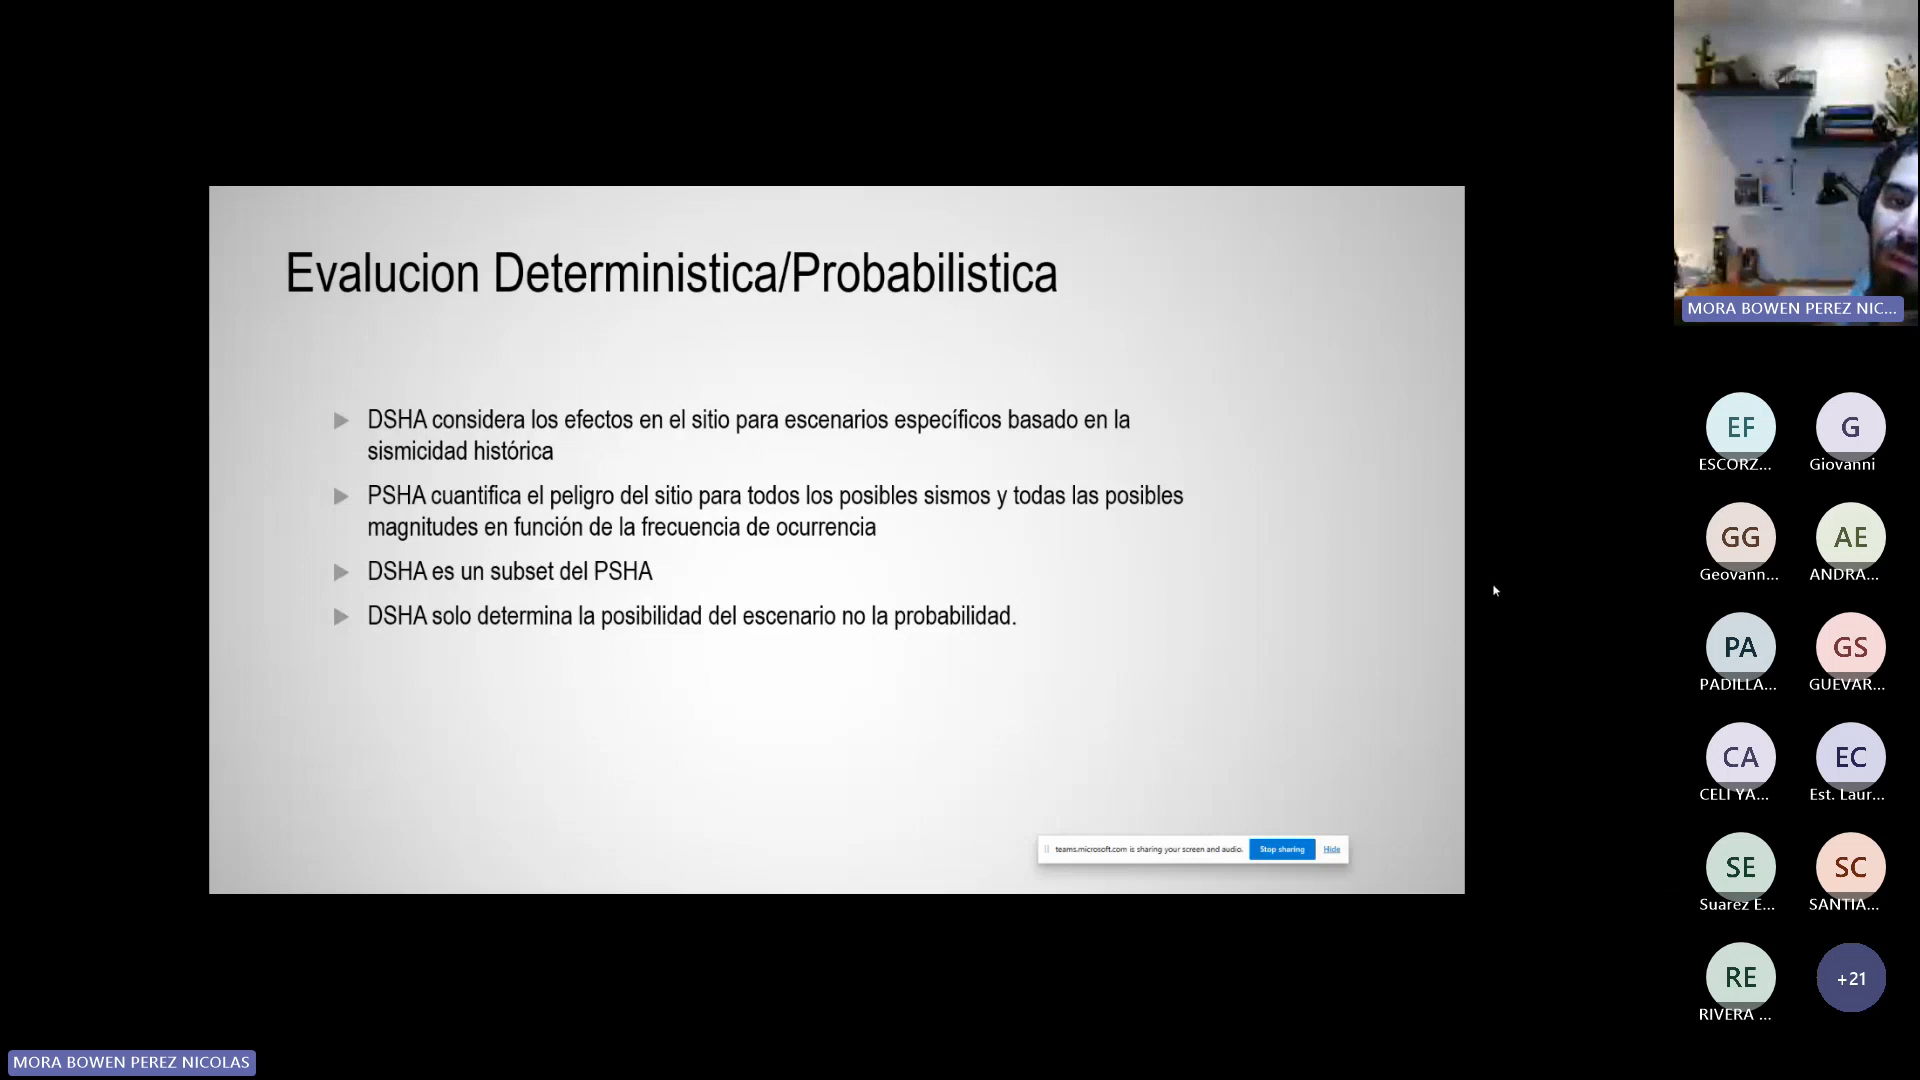 Evalucion Deterministica/Probabilistica
DSHA considera los efectos en el sitio para escenarios específicos basado en la
sismicidad histórica
PSHA cuantifica el peligro del sitio para todos los posibles sismos y todas las posibles
magnitudes en función de la frecuencia de ocurrencia
DSHA es un subset del PSHA
DSHA solo determina la posibilidad del escenario no la probabilidad.
teams.microsoft.com is sharing your screen and audio. Stop sharing Hide
MORA BOWEN PEREZ NIC...
EF G
ESCORZ... Giovanni
GG AE
Geovann... ANDRA...
PA GS
PADILLA... GUEVAR...
CA EC
CELI YA... Est. Laur...
SE SC
Suarez E... SANTIA...
RE +21
RIVERA ...
MORA BOWEN PEREZ NICOLAS